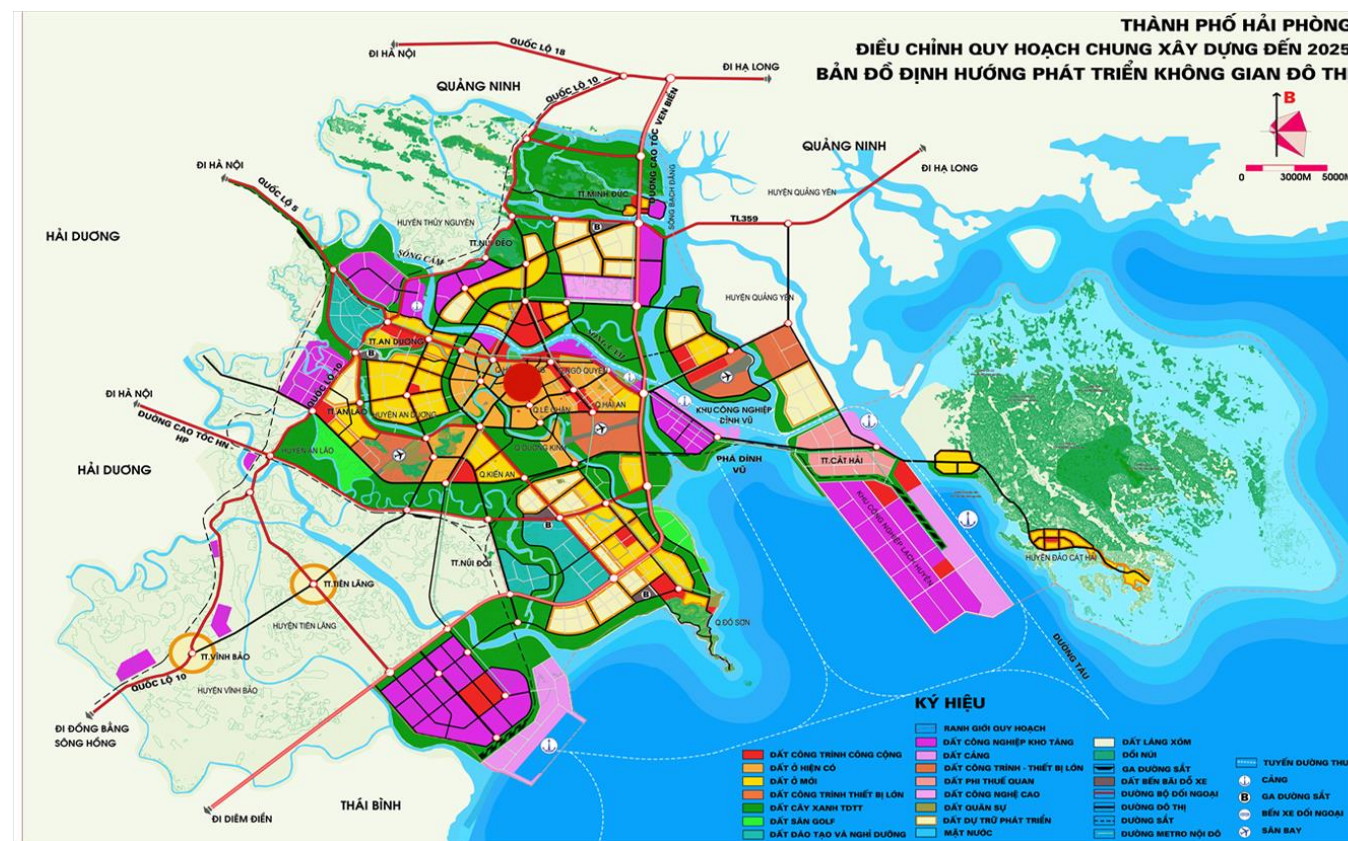 THÀNH PHỐ HẢI PHÒNG
ĐIỀU CHỈNH QUY HOẠCH CHUNG XÂY DỰNG ĐẾN 2025
BẢN ĐỒ ĐỊNH HƯỚNG PHÁT TRIỂN KHÔNG GIAN ĐÔ THỊ
B
0 3000M 5000M
ĐI HÀ NỘI
QUỐC LỘ 18
ĐI HẠ LONG
QUỐC LỘ 10
QUẢNG NINH
ĐƯỜNG CAO TỐC VEN BIỂN
QUẢNG NINH
ĐI HẠ LONG
ĐI HÀ NỘI
QUỐC LỘ 5
TT.MINH ĐỨC
SÔNG BẠCH ĐẰNG
HUYỆN QUẢNG YÊN
HUYỆN THỦY NGUYÊN
TL359
B
HẢI DƯƠNG
TT.NÚI ĐÈO
SÔNG CẤM
HUYỆN QUẢNG YÊN
SÔNG CẤM
TT.AN DƯƠNG
B
NGÔ QUYỀN
ĐI HÀ NỘI
QUỐC LỘ 10
ĐƯỜNG CAO TỐC HN
HP
TT.AN LÃO
HUYỆN AN DƯƠNG
Q.LÊ CHÂN
Q.HẢI AN
KHU CÔNG NGHIỆP
ĐÌNH VŨ
HUYỆN AN LÃO
Q.DƯƠNG KINH
PHÁ ĐÌNH
VŨ
TT.CÁT HẢI
HẢI DƯƠNG
Q.KIẾN AN
KHU CÔNG NGHIỆP LẠCH HUYỆN
B
TT.NÚI ĐỐI
HUYỆN ĐẢO CÁT HẢI
TT.TIÊN LÃNG
B
HUYỆN TIÊN LÃNG
Q.ĐỒ SƠN
ĐƯỜNG TÀU
TT.VĨNH BẢO
QUỐC LỘ 10
HUYỆN VĨNH BẢO
ĐI ĐỒNG BẰNG
SÔNG HỒNG
THÁI BÌNH
ĐI DIÊM ĐIỀN
KÝ HIỆU
ĐẤT CÔNG TRÌNH CÔNG CỘNG
ĐẤT Ở HIỆN CÓ
ĐẤT Ở MỚI
ĐẤT CÔNG TRÌNH THIẾT BỊ LỚN
ĐẤT CÂY XANH TDTT
ĐẤT SÂN GOLF
ĐẤT ĐÀO TẠO VÀ NGHỈ DƯỠNG
RANH GIỚI QUY HOẠCH
ĐẤT CÔNG NGHIỆP KHO TÀNG
ĐẤT CẢNG
ĐẤT CÔNG TRÌNH - THIẾT BỊ LỚN
ĐẤT PHI THUẾ QUAN
ĐẤT CÔNG NGHỆ CAO
ĐẤT QUÂN SỰ
ĐẤT DỰ TRỮ PHÁT TRIỂN
MẶT NƯỚC
ĐẤT LÀNG XÓM
ĐỒI NÚI
GA ĐƯỜNG SẮT
ĐẤT BẾN BÃI ĐỖ XE
ĐƯỜNG BỘ ĐỐI NGOẠI
ĐƯỜNG ĐÔ THỊ
ĐƯỜNG SẮT
ĐƯỜNG METRO NỘI ĐÔ
TUYẾN ĐƯỜNG THU
CẢNG
B GA ĐƯỜNG SẮT
BẾN XE ĐỐI NGOẠI
SÂN BAY